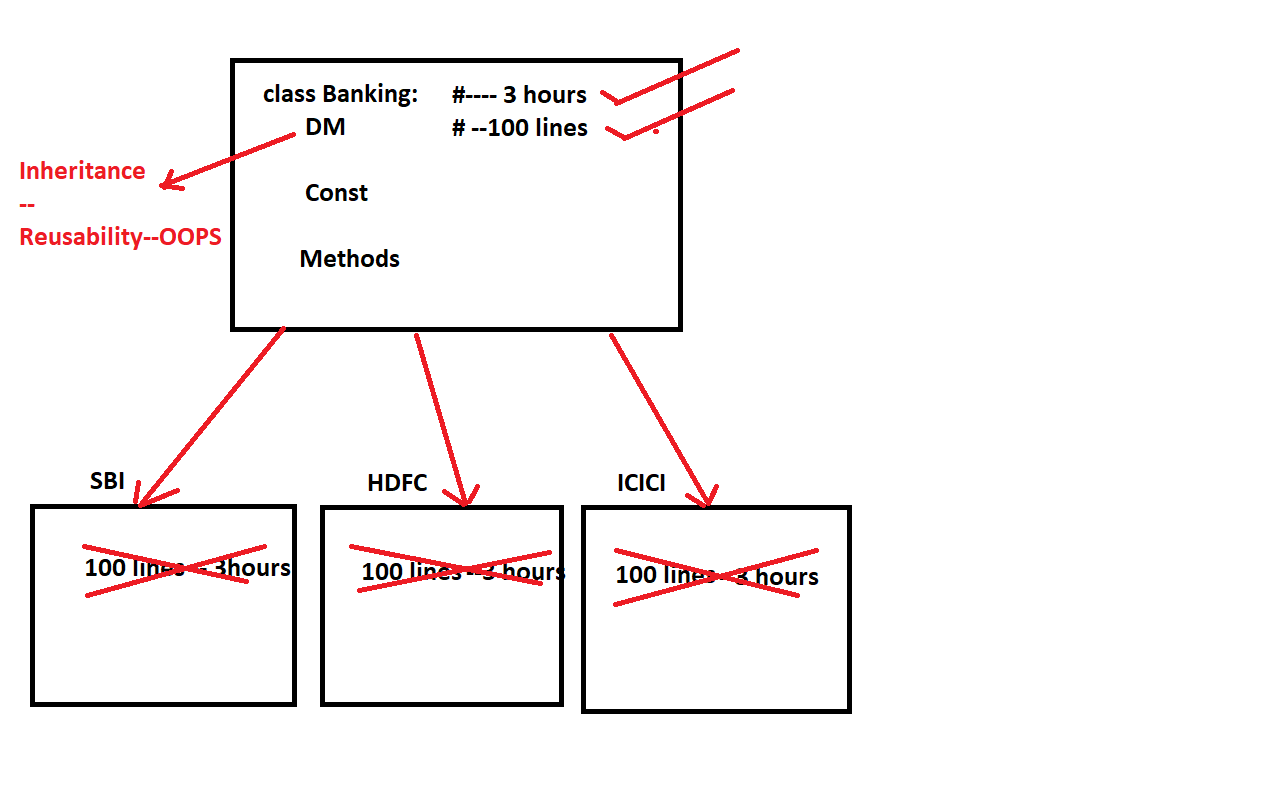 class Banking: #---- 3 hours
DM # --100 lines
Inheritance
--
Reusability--OOPS
Const
Methods
SBI
HDFC
ICICI
100 lines -- 3hours
100 lines --3 hours
100 lines -- 3 hours